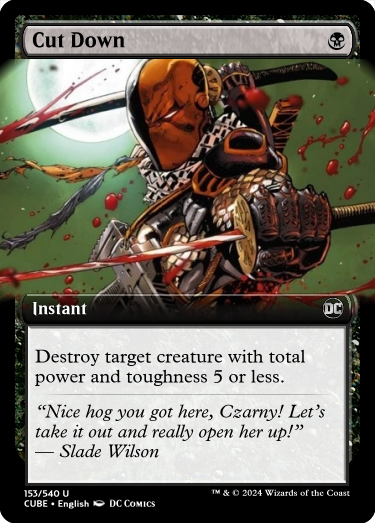 Cut Down
Instant
DC
Destroy target creature with total
power and toughness 5 or less.
“Nice hog you got here, Czarny! Let’s
take it out and really open her up!”
— Slade Wilson
153/540 U
CUBE • English DC Comics
™ & © 2024 Wizards of the Coast